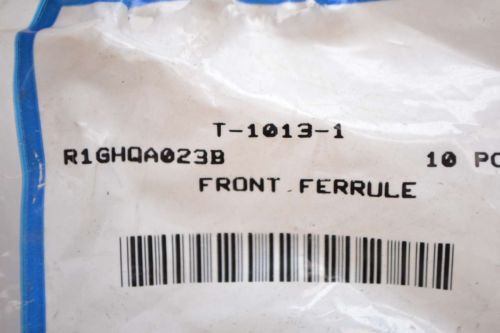 T-1013-1
R1GHQA023B 10 PC
FRONT FERRULE